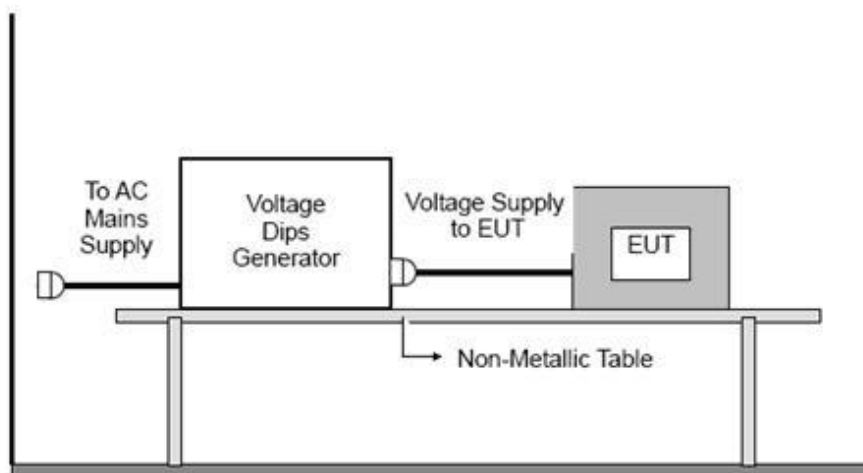 To AC
Mains
Supply
Voltage
Dips
Generator
Voltage Supply
to EUT
EUT
Non-Metallic Table